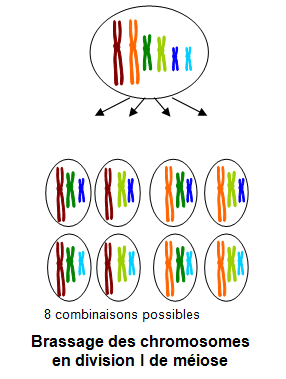 8 combinaisons possibles
Brassage des chromosomes
en division I de méiose